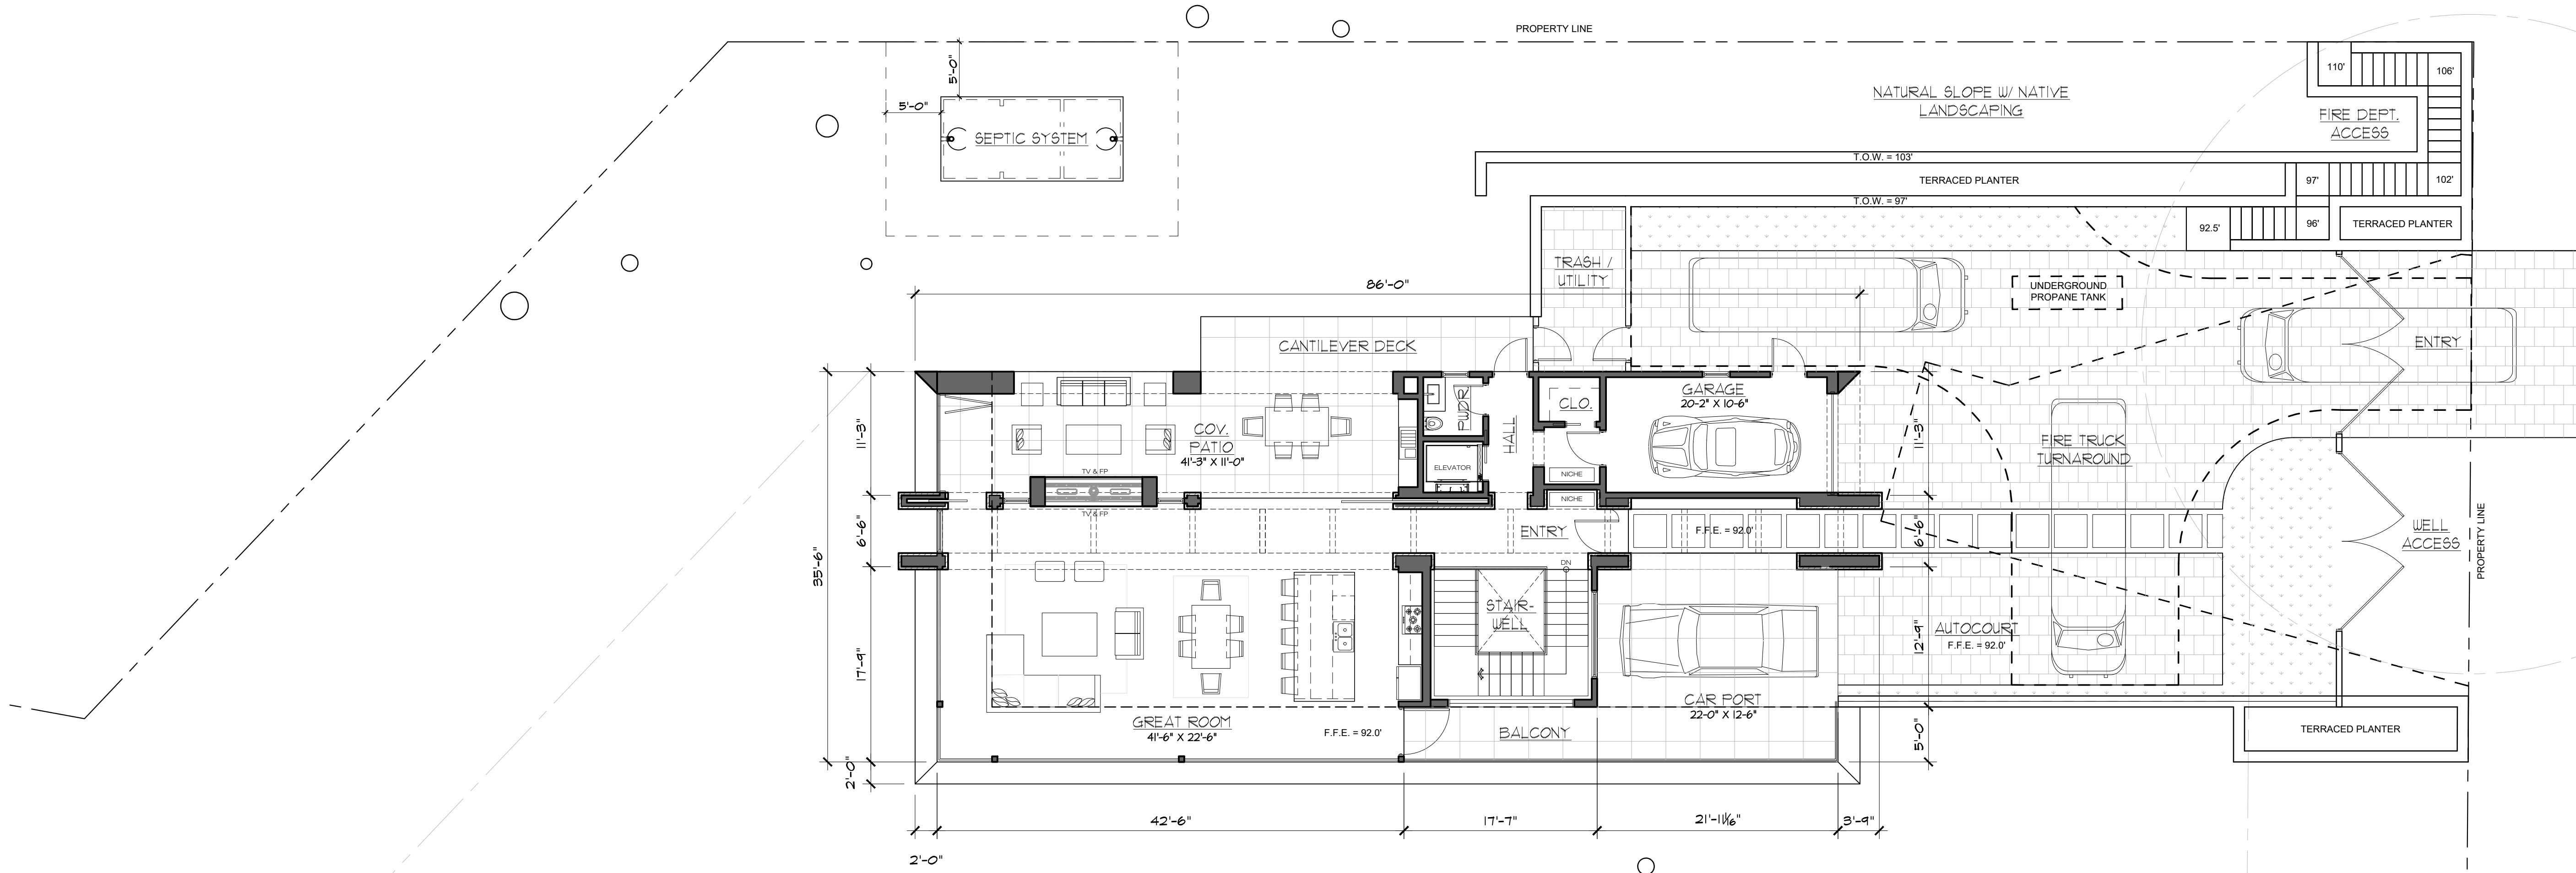 PROPERTY LINE
110'
106'
5'-0"
5'-0"
SEPTIC SYSTEM
NATURAL SLOPE W/ NATIVE
LANDSCAPING
FIRE DEPT.
ACCESS
T.O.W. = 103'
TERRACED PLANTER
97'
102'
T.O.W. = 97'
92.5'
96'
TERRACED PLANTER
TRASH /
UTILITY
86'-0"
UNDERGROUND
PROPANE TANK
CANTILEVER DECK
ENTRY
PWDR
HALL
CLO.
GARAGE
20'-2" X 10'-6"
COV.
PATIO
41'-3" X 11'-0"
11'-3"
11'-3"
FIRE TRUCK
TURNAROUND
TV & FP
ELEVATOR
NICHE
NICHE
TV & FP
ENTRY
F.F.E. = 92.0'
6'-6"
6'-6"
WELL
ACCESS
PROPERTY LINE
35'-6"
DN
STAIR-
WELL
17'-9"
12'-9"
AUTOCOURT
F.F.E. = 92.0'
CAR PORT
22'-0" X 12'-6"
GREAT ROOM
41'-6" X 22'-6"
F.F.E. = 92.0'
BALCONY
5'-0"
TERRACED PLANTER
2'-0"
42'-6"
17'-7"
3'-9"
2'-0"